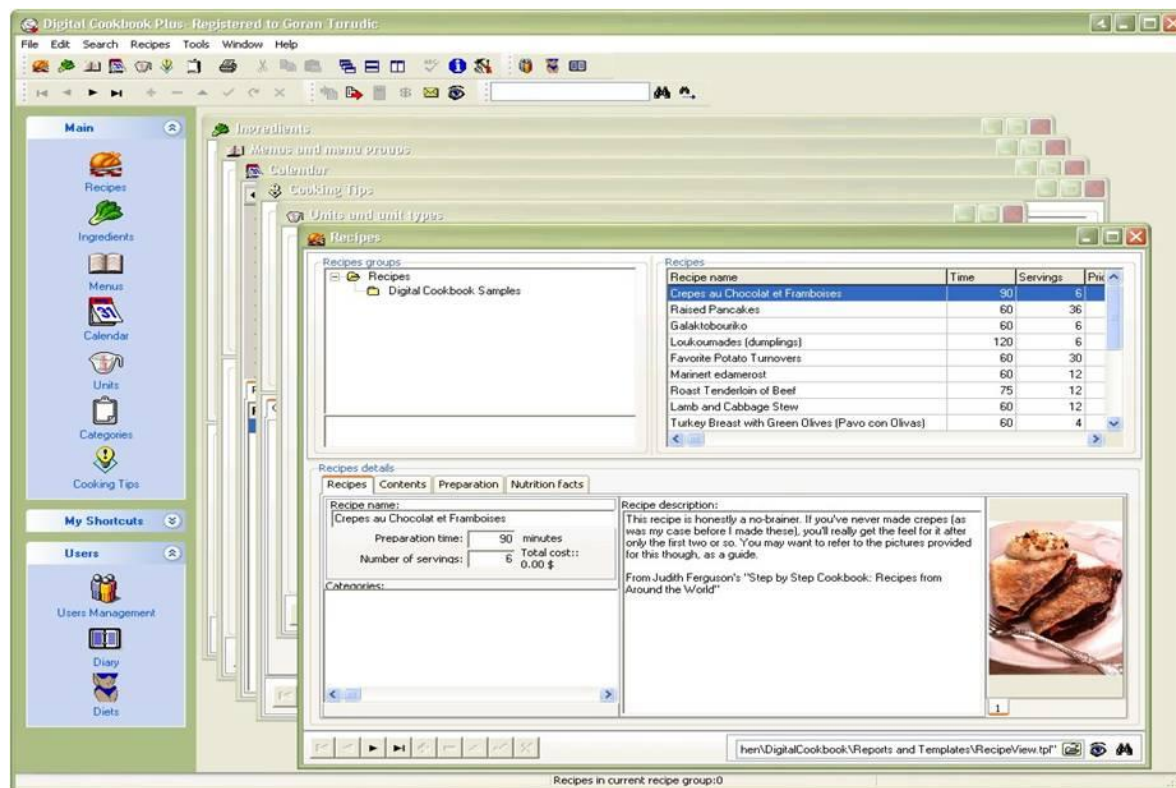 Digital Cookbook Plus- Registered to Goran Turudic
File Edit Search Recipes Tools Window Help
Main
Recipes
Ingredients
Menus
Calendar
Units
Categories
Cooking Tips
My Shortcuts
Users
Users Management
Diary
Diets
Ingredients
Menus and menu groups
Calendar
Cooking Tips
Units and unit types
Recipes
Recipes groups
Recipes
Digital Cookbook Samples
Recipes
Recipe name Time Servings Pric
Crepes au Chocolat et Framboises 90 6
Raised Pancakes 60 36
Galaktobouriko 60 6
Loukoumades (dumplings) 120 6
Favorite Potato Turnovers 60 30
Marinert edamerost 60 12
Roast Tenderloin of Beef 75 12
Lamb and Cabbage Stew 60 12
Turkey Breast with Green Olives (Pavo con Olivas) 60 4
Recipes details
Recipes Contents Preparation Nutrition facts
Recipe name:
Crepes au Chocolat et Framboises
Preparation time: 90 minutes
Number of servings: 6 Total cost::
0.00 $
Categories:
Recipe description:
This recipe is honestly a no-brainer. If you've never made crepes (as
was my case before I made these), you'll really get the feel for it after
only the first two or so. You may want to refer to the pictures provided
for this though, as a guide.
From Judith Ferguson's "Step by Step Cookbook: Recipes from
Around the World"
1
hen\DigitalCookbook\Reports and Templates\RecipeView.tpl"
Recipes in current recipe group:0